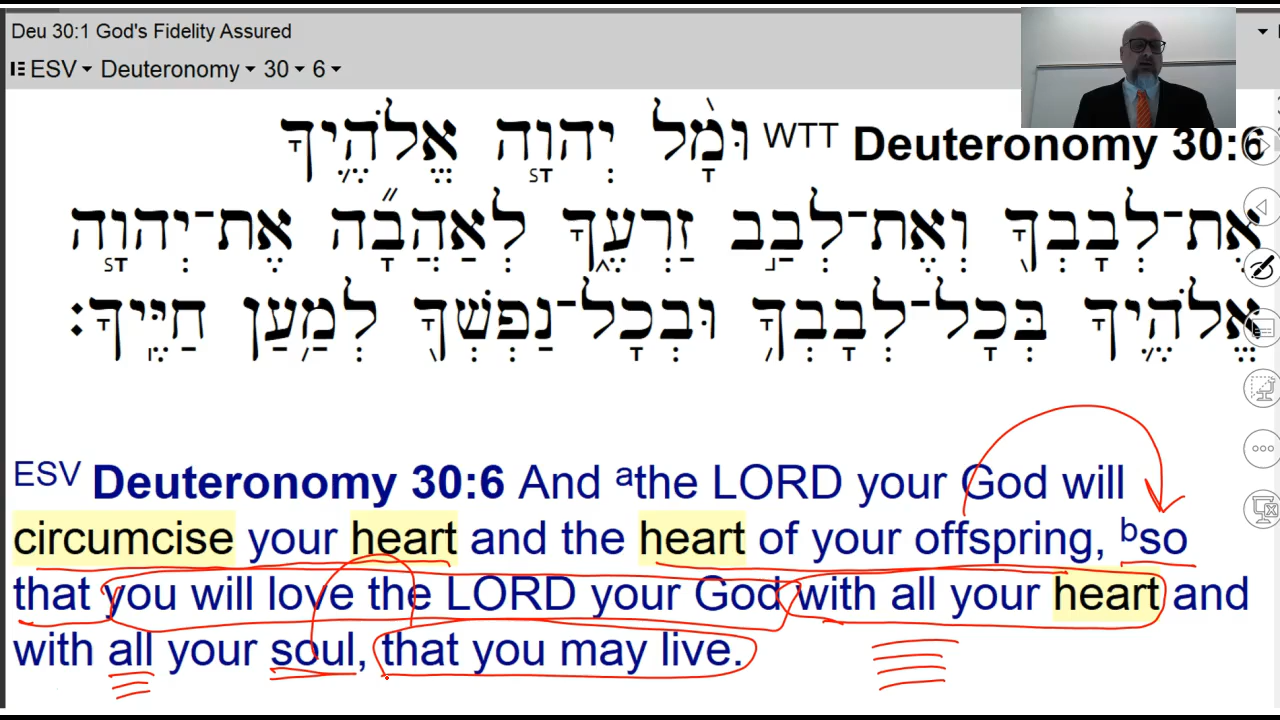 Deu 30:1 God's Fidelity Assured
ESV Deuteronomy 30 6
WTT Deuteronomy 30:6 וּמָ֨ל יְהוָ֧ה אֱלֹהֶ֛יךָ
אֶת־לְבָבְךָ֖ וְאֶת־לְבַ֣ב זַרְעֶ֑ךָ לְאַהֲבָ֞ה אֶת־יְהוָ֧ה
אֱלֹהֶ֛יךָ בְּכָל־לְבָבְךָ֥ וּבְכָל־נַפְשְׁךָ֖ לְמַ֥עַן חַיֶּֽיךָ׃
ESV Deuteronomy 30:6 And athe LORD your God will
circumcise your heart and the heart of your offspring, bso
that you will love the LORD your God with all your heart and
with all your soul, that you may live.